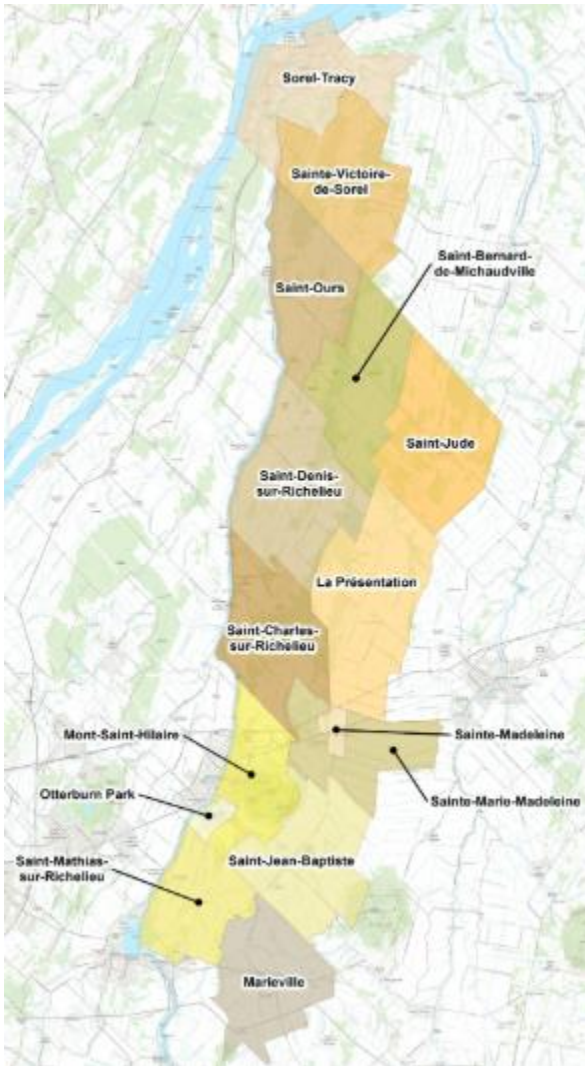 Sorel-Tracy
Sainte-Victoire-
de-Sorel
Saint-Bernard-
de-Michaudville
Saint-Ours
Saint-Jude
Saint-Denis-
sur-Richelieu
La Présentation
Saint-Charles-
sur-Richelieu
Mont-Saint-Hilaire
Sainte-Madeleine
Otterburn Park
Sainte-Marie-Madeleine
Saint-Mathias-
sur-Richelieu
Saint-Jean-Baptiste
Marieville